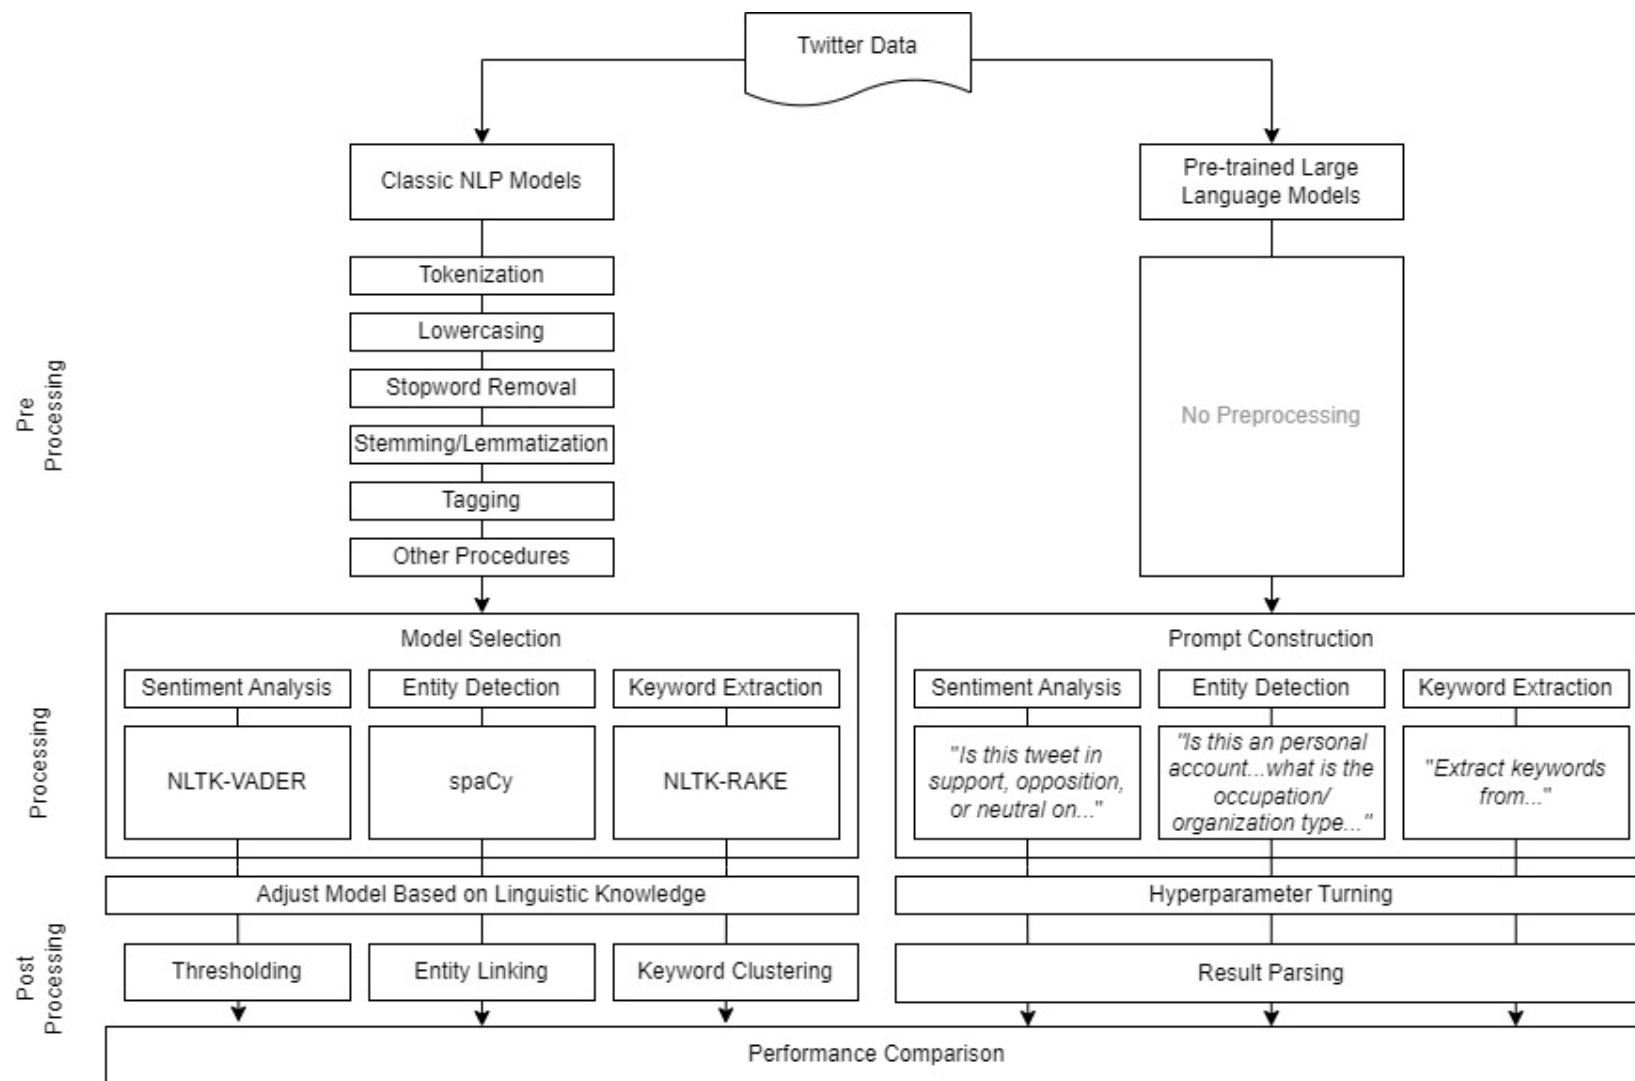 Twitter Data
Classic NLP Models
Pre-trained Large
Language Models
Pre
Processing
Tokenization
Lowercasing
Stopword Removal
Stemming/Lemmatization
Tagging
Other Procedures
No Preprocessing
Processing
Model Selection
Sentiment Analysis
Entity Detection
Keyword Extraction
NLTK-VADER
spaCy
NLTK-RAKE
Prompt Construction
Sentiment Analysis
Entity Detection
Keyword Extraction
"Is this tweet in
support, opposition,
or neutral on..."
"Is this an personal
account...what is the
occupation/
organization type..."
"Extract keywords
from..."
Adjust Model Based on Linguistic Knowledge
Hyperparameter Turning
Post
Processing
Thresholding
Entity Linking
Keyword Clustering
Result Parsing
Performance Comparison